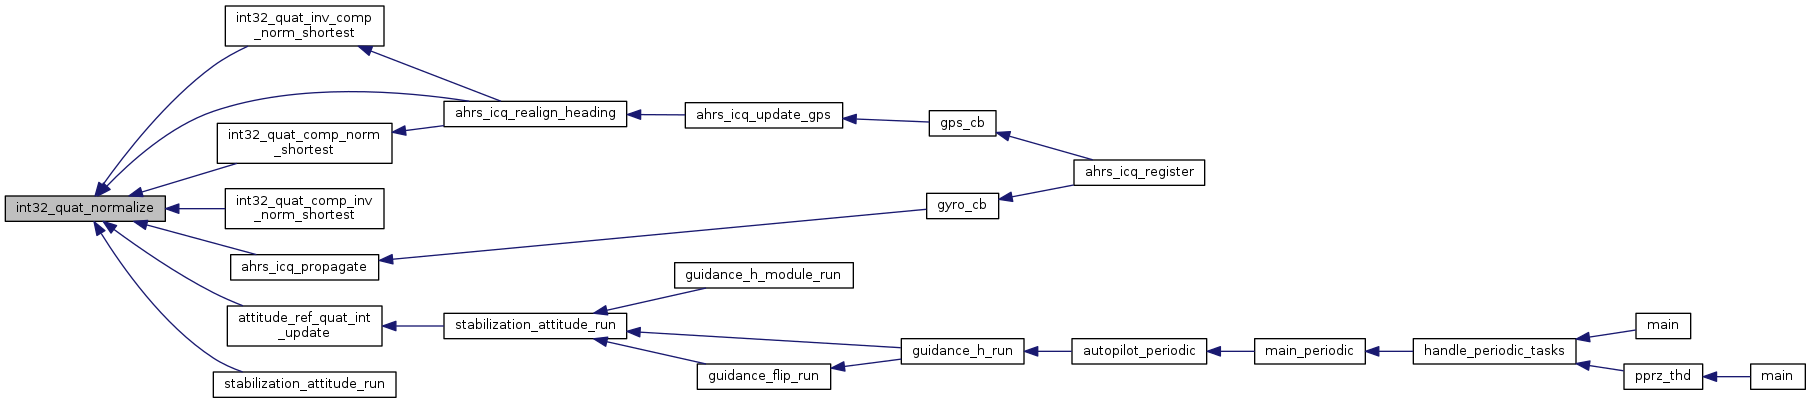 int32_quat_normalize
int32_quat_inv_comp
_norm_shortest
ahrs_icq_realign_heading
int32_quat_comp_norm
_shortest
int32_quat_comp_inv
_norm_shortest
ahrs_icq_propagate
attitude_ref_quat_int
_update
stabilization_attitude_run
ahrs_icq_update_gps
gps_cb
ahrs_icq_register
gyro_cb
stabilization_attitude_run
guidance_h_module_run
guidance_h_run
guidance_flip_run
autopilot_periodic
main_periodic
handle_periodic_tasks
main
pprz_thd
main